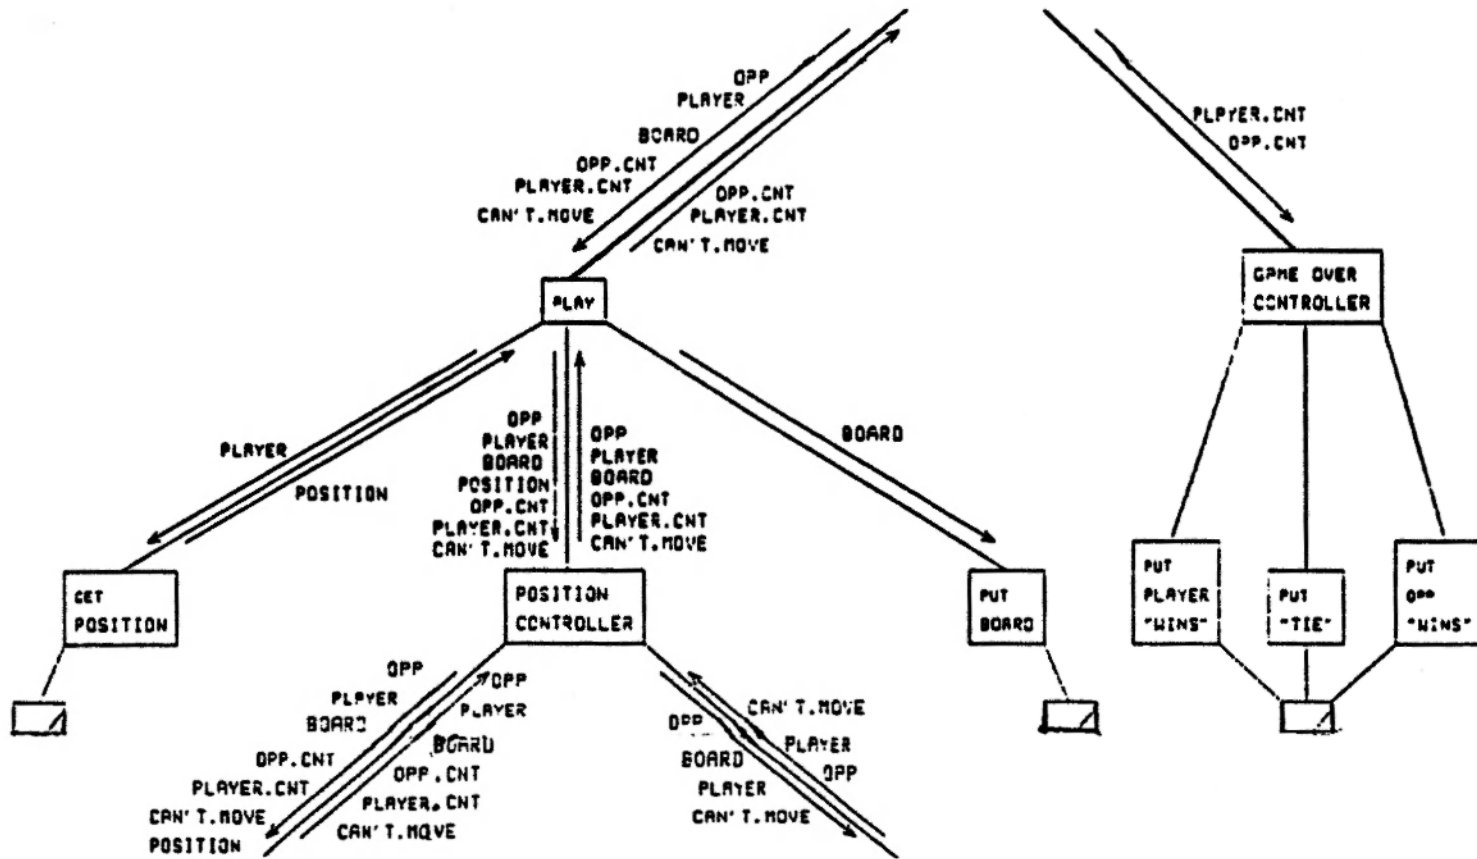 OPP
PLAYER
BOARD
OPP.CNT
PLAYER.CNT
CAN'T.MOVE
OPP.CNT
PLAYER.CNT
CAN'T.MOVE
PLAYER.CNT
OPP.CNT
PLAY
GAME OVER
CONTROLLER
PLAYER
POSITION
OPP
PLAYER
BOARD
POSITION
OPP.CNT
PLAYER.CNT
CAN'T.MOVE
OPP
PLAYER
BOARD
OPP.CNT
PLAYER.CNT
CAN'T.MOVE
BOARD
GET
POSITION
POSITION
CONTROLLER
PUT
BOARD
PUT
PLAYER
"WINS"
PUT
"TIE"
PUT
OPP
"WINS"
OPP
PLAYER
BOARD
OPP.CNT
PLAYER.CNT
CAN'T.MOVE
POSITION
OPP
PLAYER
BOARD
OPP.CNT
PLAYER.CNT
CAN'T.MOVE
OPP
BOARD
PLAYER
CAN'T.MOVE
CAN'T.MOVE
PLAYER
OPP